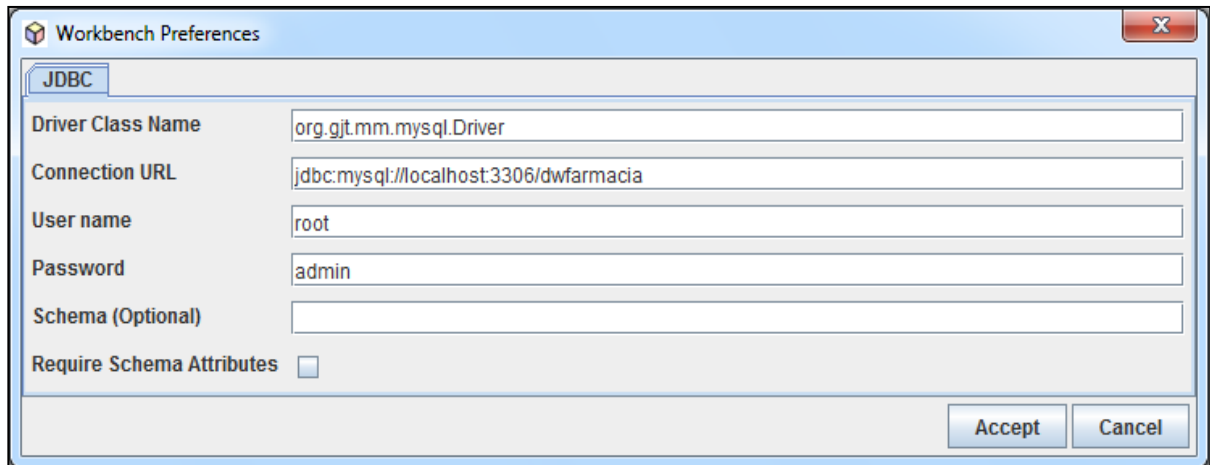 Workbench Preferences
JDBC
Driver Class Name org.gjt.mm.mysql.Driver
Connection URL jdbc:mysql://localhost:3306/dwfarmacia
User name root
Password admin
Schema (Optional)
Require Schema Attributes
Accept Cancel